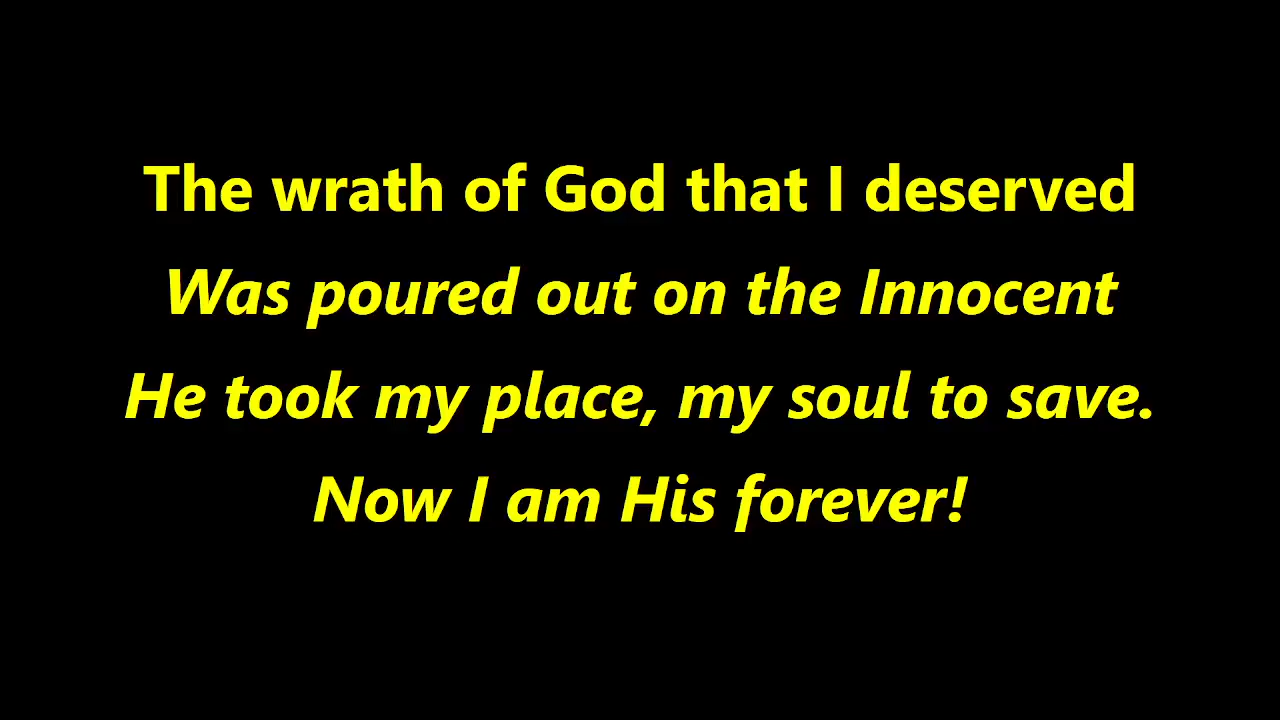 The wrath of God that I deserved
Was poured out on the Innocent
He took my place, my soul to save.
Now I am His forever!